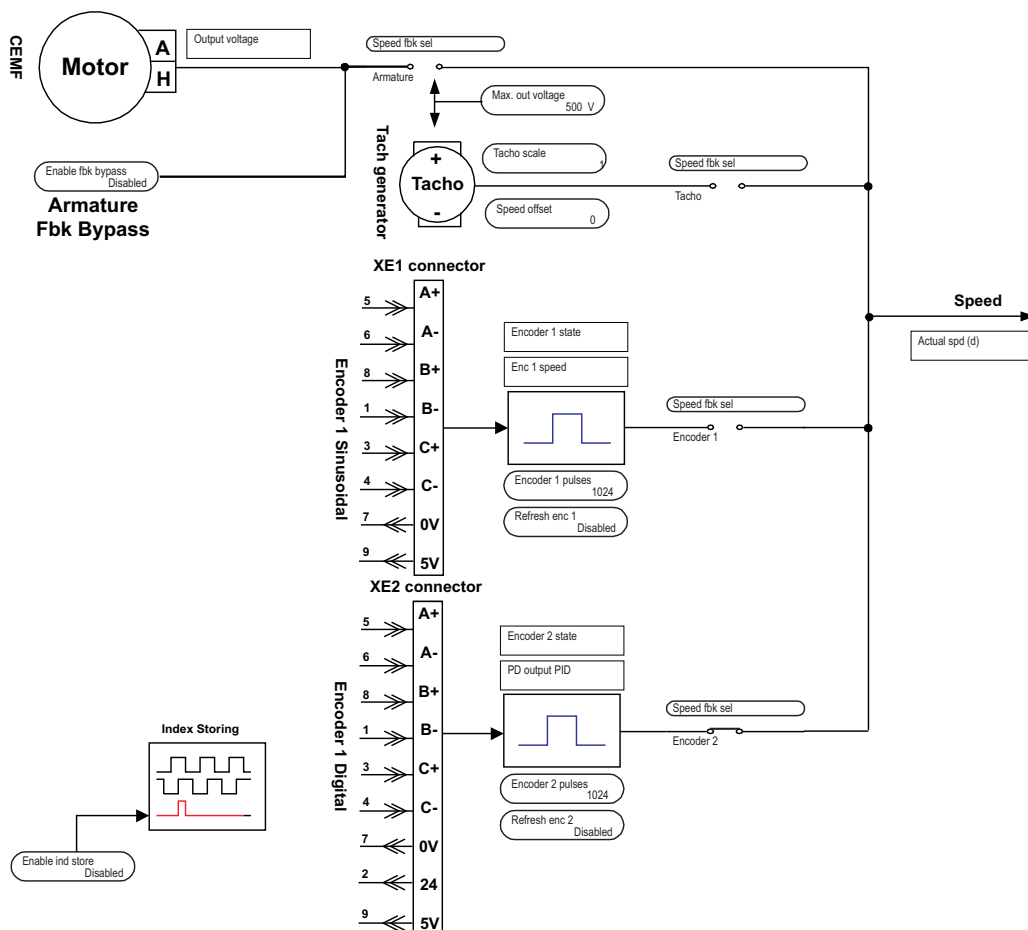 CEMF
Motor
A
H
Output voltage
Speed fbk sel
Armature
Max. out voltage
500 V
Enable fbk bypass
Disabled
Armature
Fbk Bypass
Tach generator
+
Tacho
-
Tacho scale
1
Speed offset
0
Speed fbk sel
Tacho
XE1 connector
Encoder 1 Sinusoidal
5 A+
6 A-
8 B+
1 B-
3 C+
4 C-
7 0V
9 5V
Encoder 1 state
Enc 1 speed
Encoder 1 pulses
1024
Refresh enc 1
Disabled
Speed fbk sel
Encoder 1
Speed
Actual spd (d)
XE2 connector
Encoder 1 Digital
5 A+
6 A-
8 B+
1 B-
3 C+
4 C-
7 0V
2 24
9 5V
Encoder 2 state
PD output PID
Encoder 2 pulses
1024
Refresh enc 2
Disabled
Speed fbk sel
Encoder 2
Index Storing
Enable ind store
Disabled